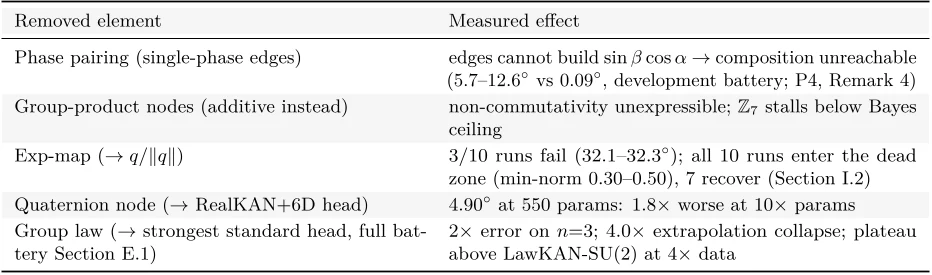 Removed element Measured effect
Phase pairing (single-phase edges) edges cannot build sin β cos α → composition unreachable
(5.7–12.6° vs 0.09°, development battery; P4, Remark 4)
Group-product nodes (additive instead) non-commutativity unexpressible; ℤ₇ stalls below Bayes
ceiling
Exp-map (→ q/‖q‖) 3/10 runs fail (32.1–32.3°); all 10 runs enter the dead
zone (min-norm 0.30–0.50), 7 recover (Section I.2)
Quaternion node (→ RealKAN+6D head) 4.90° at 550 params: 1.8× worse at 10× params
Group law (→ strongest standard head, full bat- 2× error on n=3; 4.0× extrapolation collapse; plateau
tery Section E.1) above LawKAN-SU(2) at 4× data